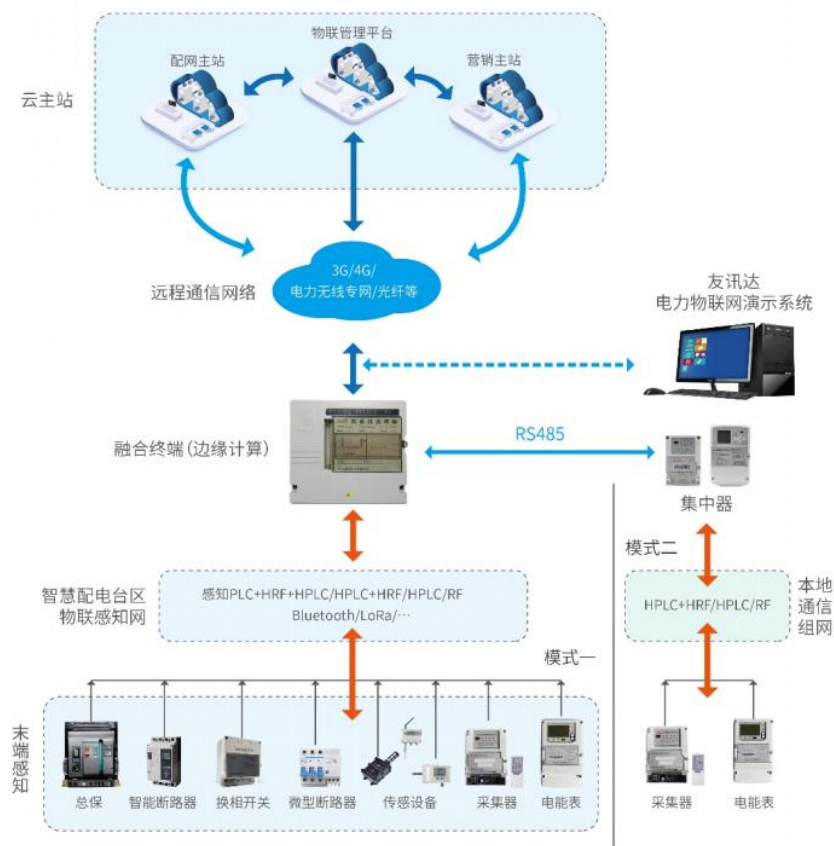 物联管理平台
配网主站
营销主站
云主站
3G/4G/
电力无线专网/光纤等
远程通信网络
友讯达
电力物联网演示系统
RS485
融合终端(边缘计算)
集中器
模式二
智慧配电台区
物联感知网
感知PLC+HRF+HPLC/HPLC+HRF/HPLC/RF
Bluetooth/LoRa/…
HPLC+HRF/HPLC/RF
本地
通信
组网
模式一
末端感知
总保
智能断路器
换相开关
微型断路器
传感设备
采集器
电能表
采集器
电能表